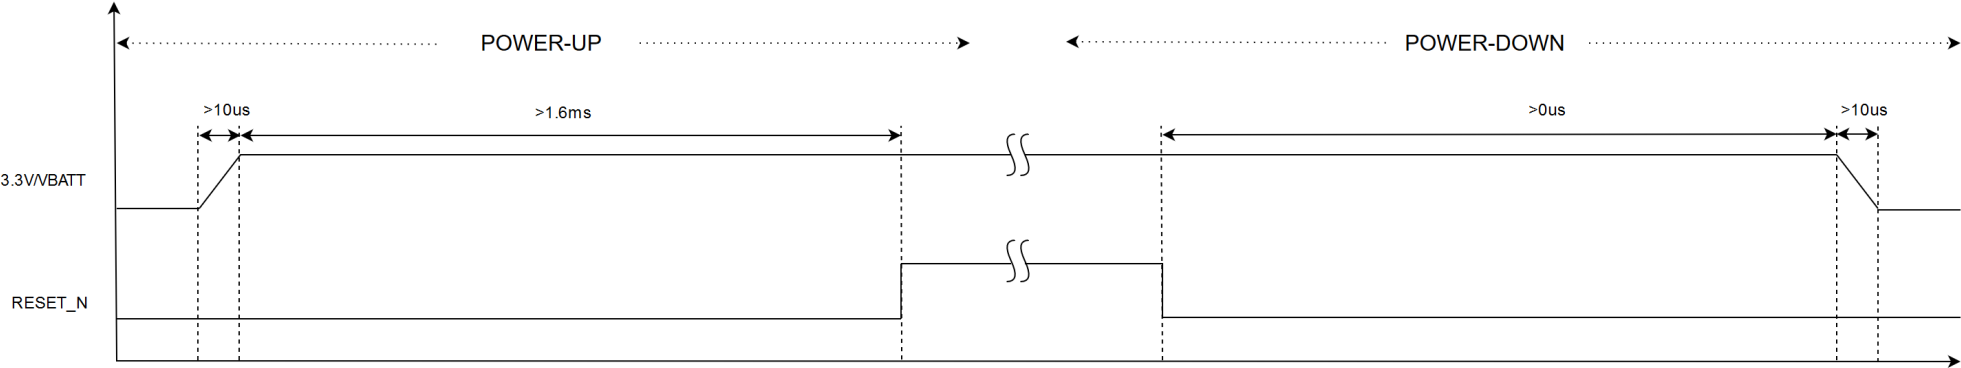 POWER-UP
POWER-DOWN
>10us
>1.6ms
>0us
>10us
3.3V/VBATT
RESET_N